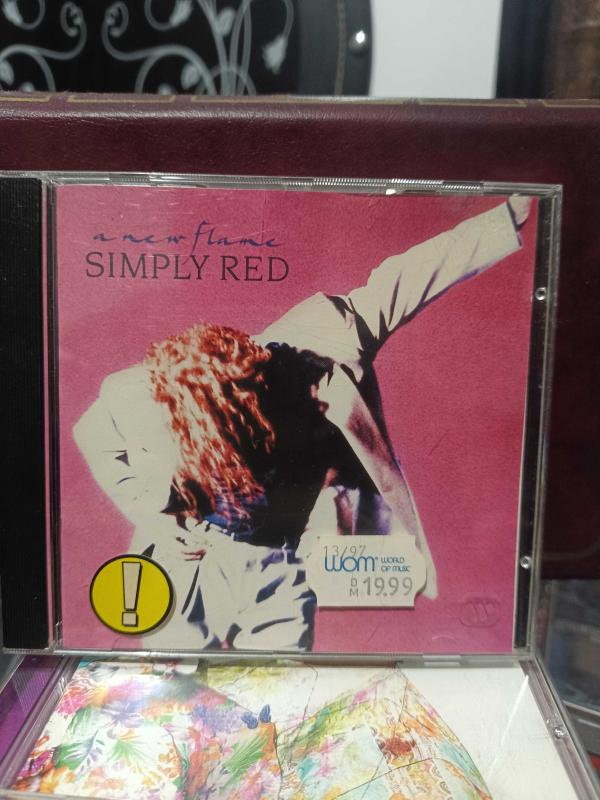 a new flame
SIMPLY RED
!
13/97
WOM WORLD OF MUSIC
DM 19.99